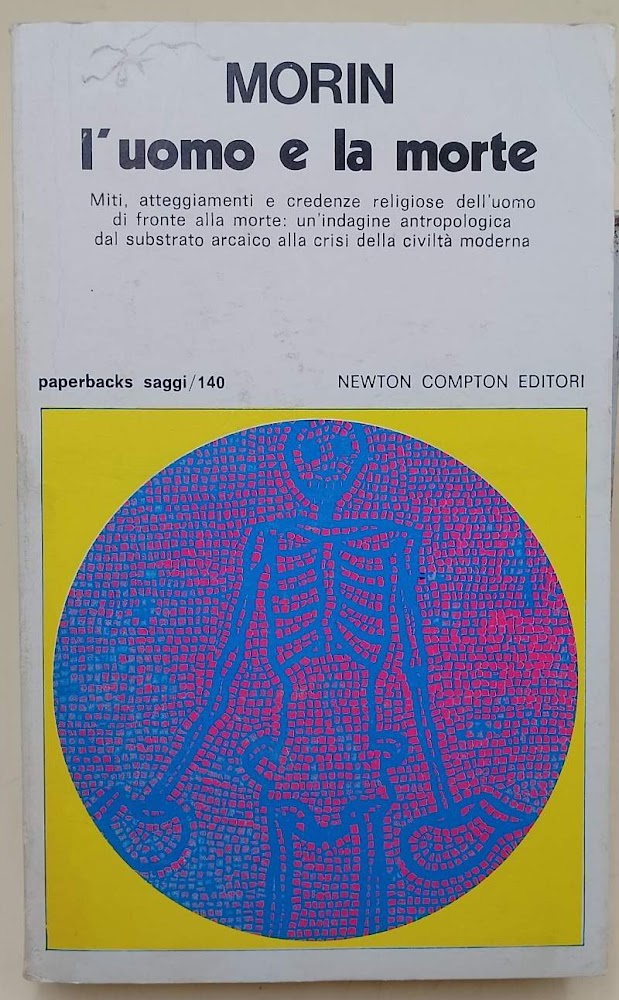 MORIN
l'uomo e la morte
Miti, atteggiamenti e credenze religiose dell'uomo
di fronte alla morte: un'indagine antropologica
dal substrato arcaico alla crisi della civiltà moderna
paperbacks saggi/140 NEWTON COMPTON EDITORI